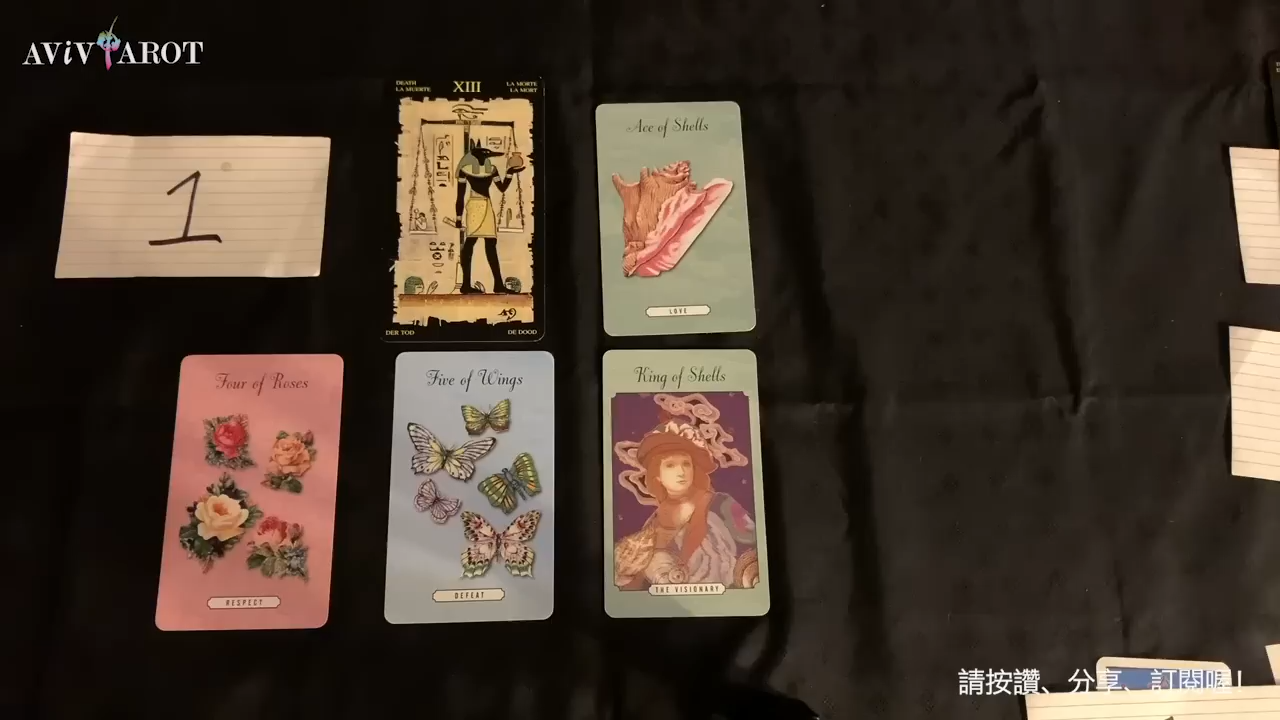 AViV TAROT
DEATH
LA MUERTE
XIII
LA MORTE
LA MORT
DER TOD
DE DOOD
Ace of Shells
LOVE
1
Four of Roses
RESPECT
Five of Wings
DEFEAT
King of Shells
THE VISIONARY
請按讚、分享、訂閱喔!